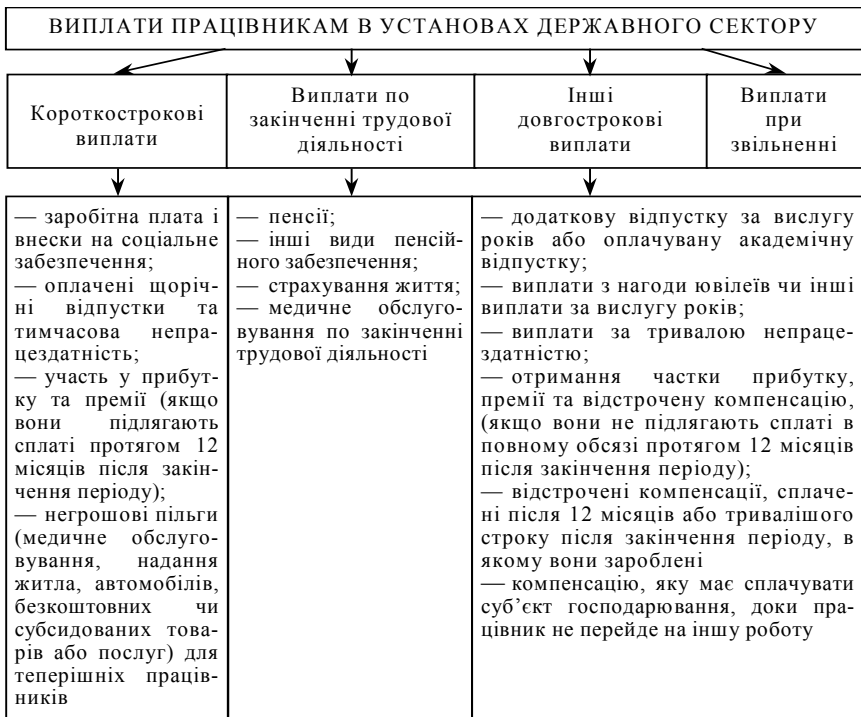 ВИПЛАТИ ПРАЦІВНИКАМ В УСТАНОВАХ ДЕРЖАВНОГО СЕКТОРУ
Короткострокові
виплати
Виплати по
закінченні трудової
діяльності
Інші
довгострокові
виплати
Виплати
при
звільненні
— заробітна плата і
внески на соціальне
забезпечення;
— оплачені щоріч-
ні відпустки та
тимчасова непра-
цездатність;
— участь у прибут-
ку та премії (якщо
вони підлягають
сплаті протягом 12
місяців після закін-
чення періоду);
— негрошові пільги
(медичне обслуго-
вування, надання
житла, автомобілів,
безкоштовних чи
субсидованих това-
рів або послуг) для
теперішніх праців-
ників
— пенсії;
— інші види пенсій-
ного забезпечення;
— страхування життя;
— медичне обслуго-
вування по закінченні
трудової діяльності
— додаткову відпустку за вислугу
років або оплачувану академічну
відпустку;
— виплати з нагоди ювілеїв чи інші
виплати за вислугу років;
— виплати за тривалою непраце-
здатністю;
— отримання частки прибутку,
премії та відстрочену компенсацію,
(якщо вони не підлягають сплаті в
повному обсязі протягом 12 місяців
після закінчення періоду);
— відстрочені компенсації, сплаче-
ні після 12 місяців або тривалішого
строку після закінчення періоду, в
якому вони зароблені
— компенсацію, яку має сплачувати
суб’єкт господарювання, доки пра-
цівник не перейде на іншу роботу